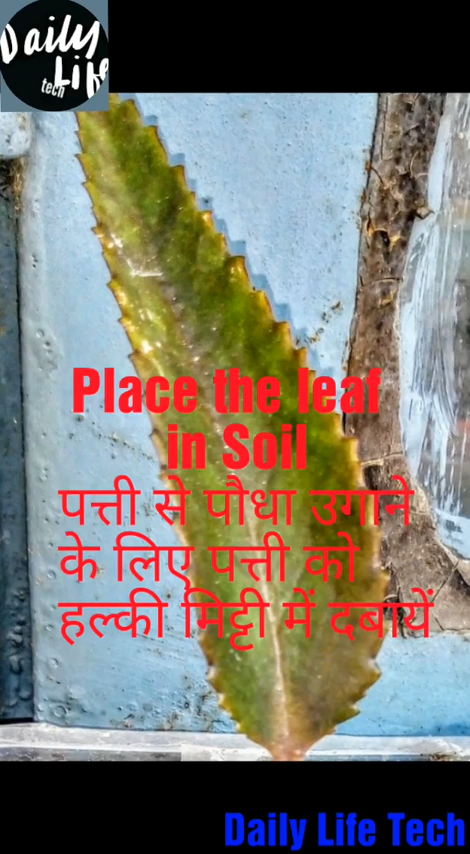 Daily
Life
tech
Place the leaf
in Soil
पत्ती से पौधा उगाने
के लिए पत्ती को
हल्की मिट्टी में दबायें
Daily Life Tech